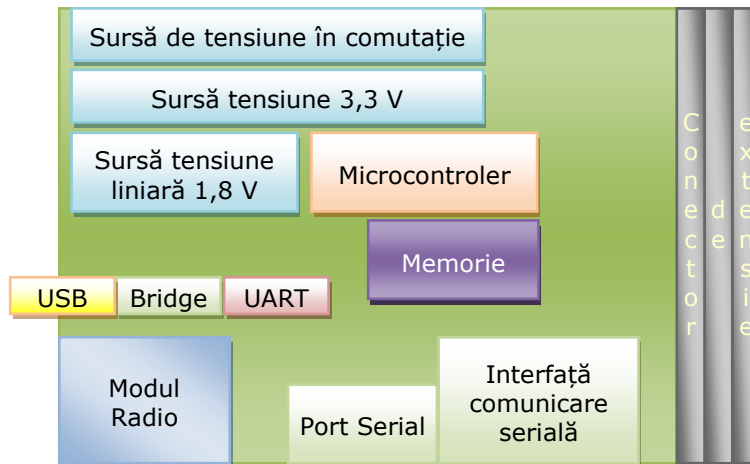 Sursă de tensiune în comutație
Sursă tensiune 3,3 V
Sursă tensiune
liniară 1,8 V
Microcontroler
Memorie
USB
Bridge
UART
Modul
Radio
Port Serial
Interfață
comunicare
serială
Conector
de
extensie